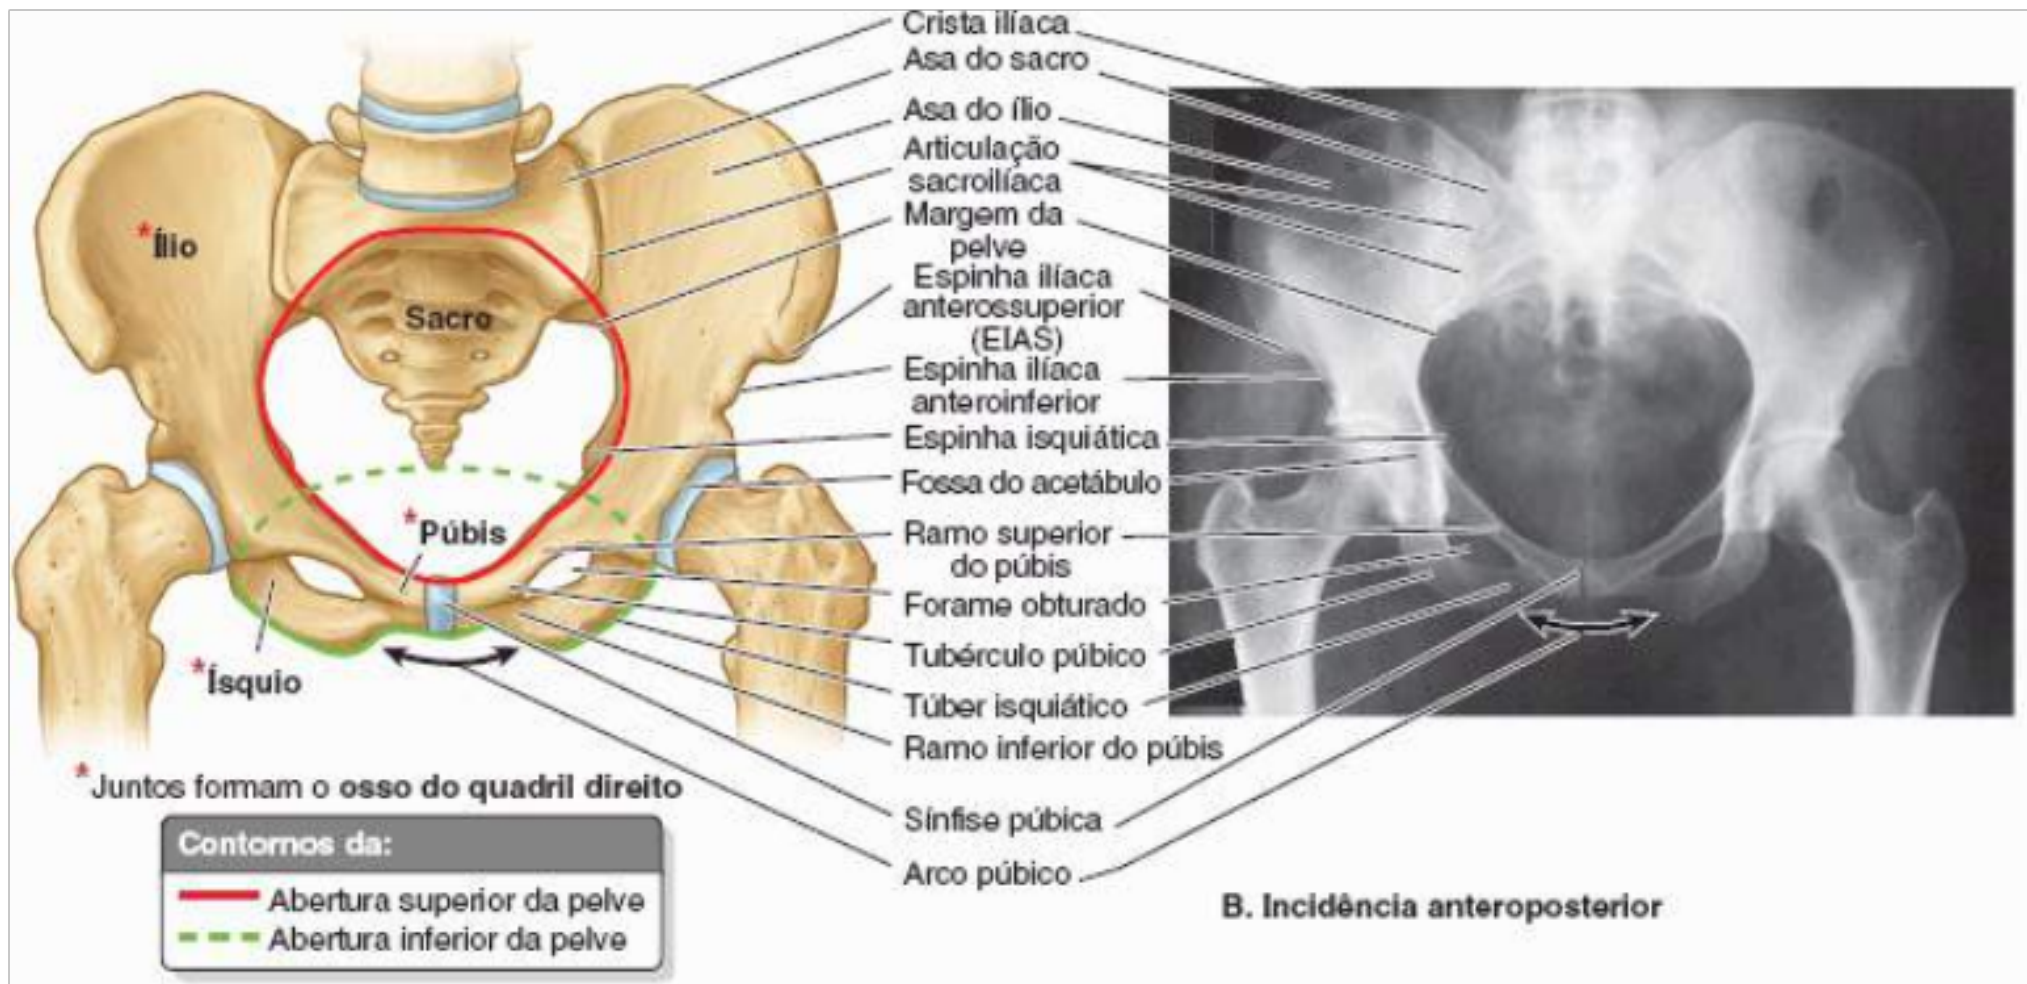 Crista ilíaca
Asa do sacro
Asa do ílio
Articulação
sacroilíaca
Margem da
pelve
Espinha ilíaca
anterossuperior
(EIAS)
Espinha ilíaca
anteroinferior
Espinha isquiática
Fossa do acetábulo
Ramo superior
do púbis
Forame obturado
Tubérculo púbico
Túber isquiático
Ramo inferior do púbis
Sínfise púbica
Arco púbico
*Ílio
Sacro
*Púbis
*Ísquio
*Juntos formam o osso do quadril direito
Contornos da:
Abertura superior da pelve
Abertura inferior da pelve
B. Incidência anteroposterior